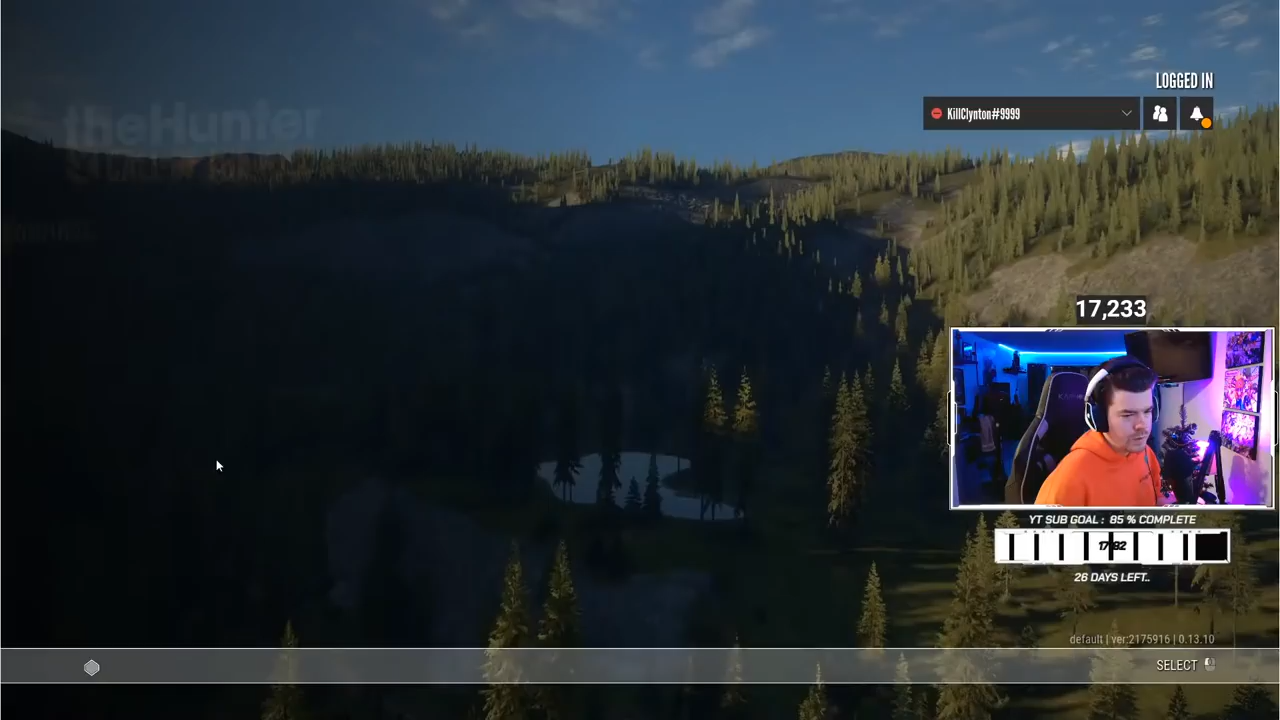 theHunter
LOGGED IN
KillClynton#9999
17,233
YT SUB GOAL : 85 % COMPLETE
26 DAYS LEFT..
default | ver:2175916 | 0.13.10
SELECT